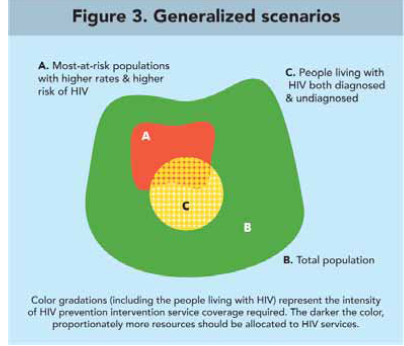 Figure 3. Generalized scenarios
A. Most-at-risk populations
with higher rates & higher
risk of HIV
C. People living with
HIV both diagnosed
& undiagnosed
A
C
B
B. Total population
Color gradations (including the people living with HIV) represent the intensity
of HIV prevention intervention service coverage required. The darker the color,
proportionately more resources should be allocated to HIV services.